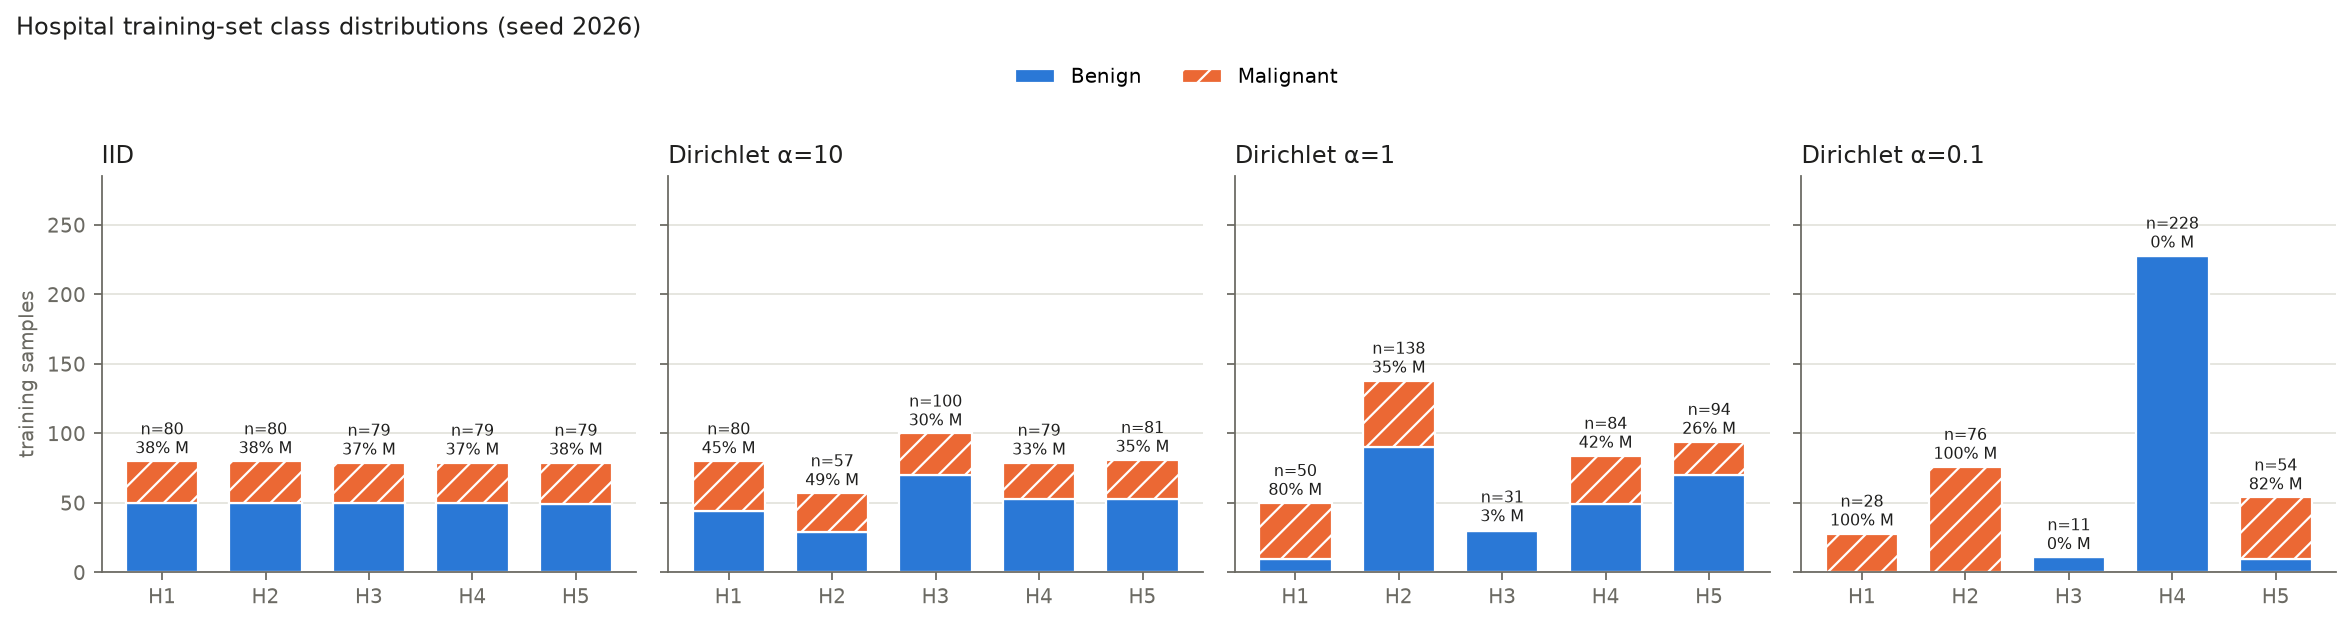 Hospital training-set class distributions (seed 2026)
Benign
Malignant
IID
training samples
250
200
150
100
50
0
n=80
38% M
n=80
38% M
n=79
37% M
n=79
37% M
n=79
38% M
H1
H2
H3
H4
H5
Dirichlet α=10
n=80
45% M
n=57
49% M
n=100
30% M
n=79
33% M
n=81
35% M
H1
H2
H3
H4
H5
Dirichlet α=1
n=50
80% M
n=138
35% M
n=31
3% M
n=84
42% M
n=94
26% M
H1
H2
H3
H4
H5
Dirichlet α=0.1
n=28
100% M
n=76
100% M
n=11
0% M
n=228
0% M
n=54
82% M
H1
H2
H3
H4
H5